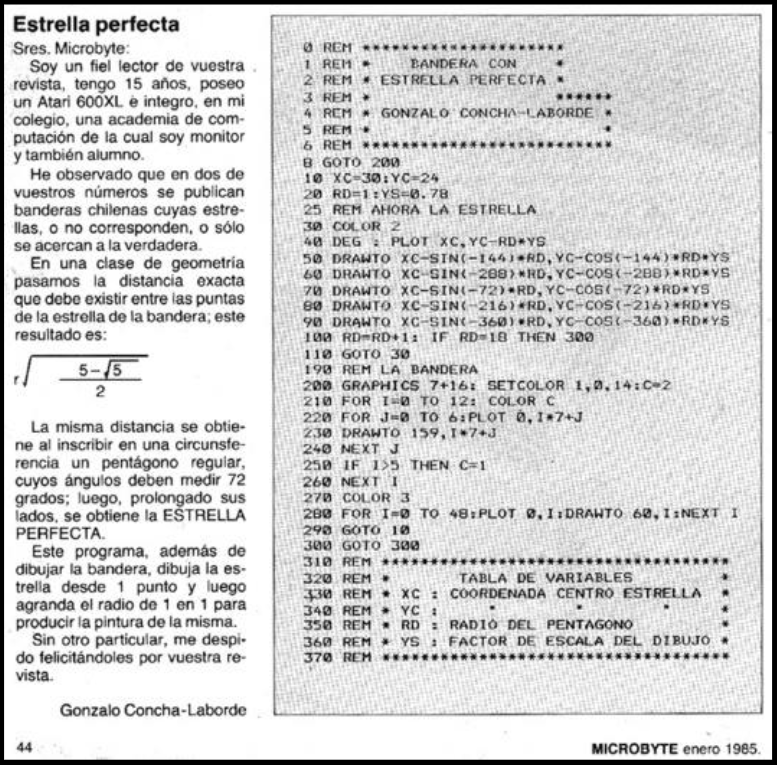 Estrella perfecta
Sres. Microbyte:
Soy un fiel lector de vuestra
revista, tengo 15 años, poseo
un Atari 600XL e integro, en mi
colegio, una academia de com-
putación de la cual soy monitor
y también alumno.
He observado que en dos de
vuestros números se publican
banderas chilenas cuyas estre-
llas, o no corresponden, o sólo
se acercan a la verdadera.
En una clase de geometría
pasamos la distancia exacta
que debe existir entre las puntas
de la estrella de la bandera; este
resultado es:
r√ 5-√5
2
La misma distancia se obtie-
ne al inscribir en una circunsfe-
rencia un pentágono regular,
cuyos ángulos deben medir 72
grados; luego, prolongado sus
lados, se obtiene la ESTRELLA
PERFECTA.
Este programa, además de
dibujar la bandera, dibuja la es-
trella desde 1 punto y luego
agranda el radio de 1 en 1 para
producir la pintura de la misma.
Sin otro particular, me despi-
do felicitándoles por vuestra re-
vista.
Gonzalo Concha-Laborde
0 REM ***********************
1 REM * BANDERA CON *
2 REM * ESTRELLA PERFECTA *
3 REM * ******
4 REM * GONZALO CONCHA-LABORDE *
5 REM * *
6 REM ****************************
8 GOTO 200
10 XC=30:YC=24
20 RD=1:YS=0.78
25 REM AHORA LA ESTRELLA
30 COLOR 2
40 DEG : PLOT XC,YC-RD*YS
50 DRAWTO XC-SIN(-144)*RD,YC-COS(-144)*RD*YS
60 DRAWTO XC-SIN(-288)*RD,YC-COS(-288)*RD*YS
70 DRAWTO XC-SIN(-72)*RD,YC-COS(-72)*RD*YS
80 DRAWTO XC-SIN(-216)*RD,YC-COS(-216)*RD*YS
90 DRAWTO XC-SIN(-360)*RD,YC-COS(-360)*RD*YS
100 RD=RD+1: IF RD=18 THEN 300
110 GOTO 30
190 REM LA BANDERA
200 GRAPHICS 7+16: SETCOLOR 1,0,14:C=2
210 FOR I=0 TO 12: COLOR C
220 FOR J=0 TO 6:PLOT 0,I*7+J
230 DRAWTO 159,I*7+J
240 NEXT J
250 IF I>5 THEN C=1
260 NEXT I
270 COLOR 3
280 FOR I=0 TO 48:PLOT 0,I:DRAWTO 60,I:NEXT I
290 GOTO 10
300 GOTO 300
310 REM ***************************************
320 REM * TABLA DE VARIABLES *
330 REM * XC : COORDENADA CENTRO ESTRELLA *
340 REM * YC : " " " *
350 REM * RD : RADIO DEL PENTAGONO *
360 REM * YS : FACTOR DE ESCALA DEL DIBUJO *
370 REM ***************************************
44
MICROBYTE enero 1985.